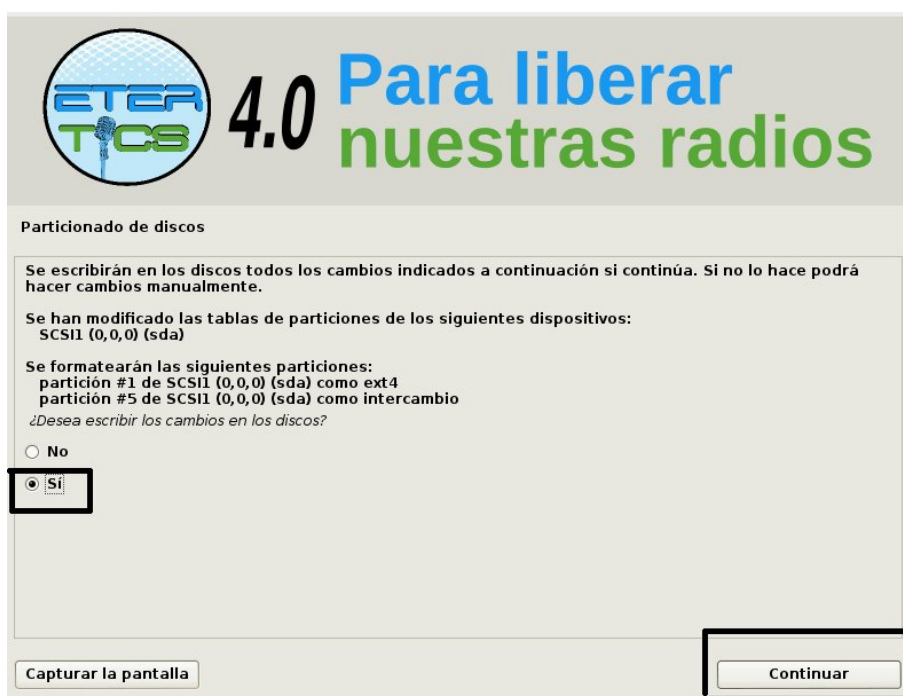 ETER
TICS
4.0
Para liberar
nuestras radios
Particionado de discos
Se escribirán en los discos todos los cambios indicados a continuación si continúa. Si no lo hace podrá
hacer cambios manualmente.
Se han modificado las tablas de particiones de los siguientes dispositivos:
SCSI1 (0,0,0) (sda)
Se formatearán las siguientes particiones:
partición #1 de SCSI1 (0,0,0) (sda) como ext4
partición #5 de SCSI1 (0,0,0) (sda) como intercambio
¿Desea escribir los cambios en los discos?
No
Sí
Capturar la pantalla
Continuar